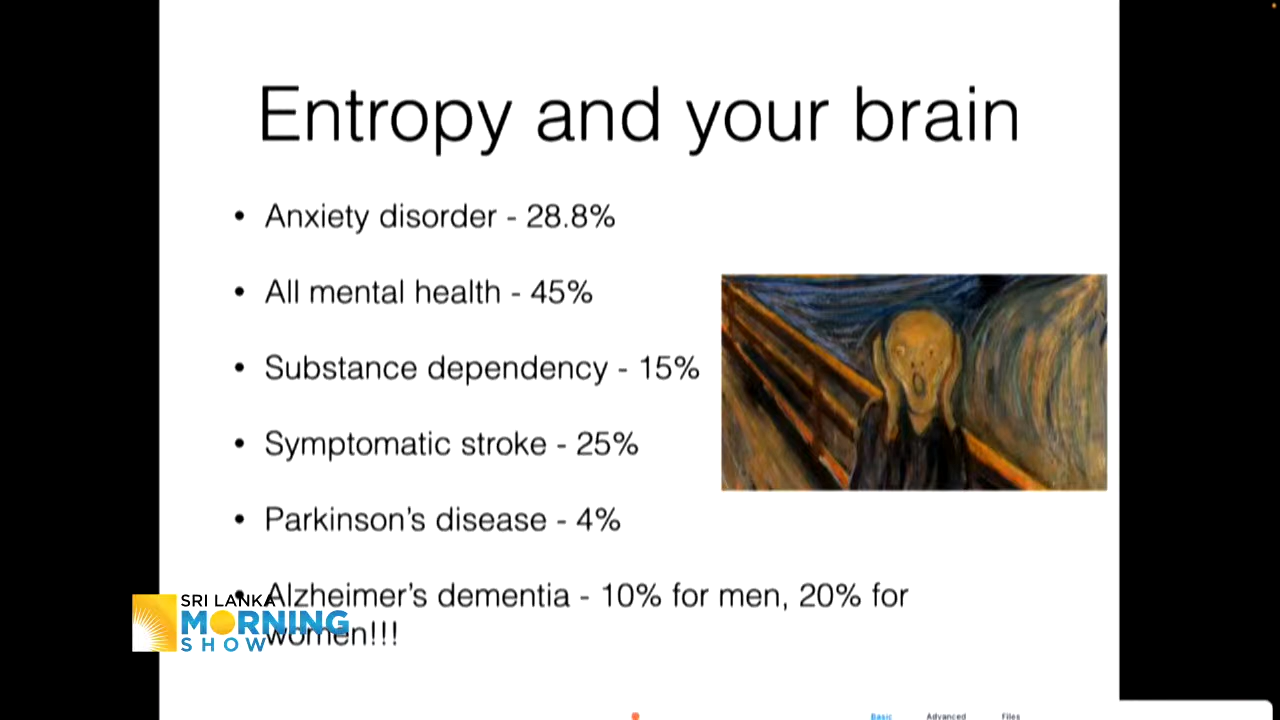 Entropy and your brain
• Anxiety disorder - 28.8%
• All mental health - 45%
• Substance dependency - 15%
• Symptomatic stroke - 25%
• Parkinson's disease - 4%
• Alzheimer's dementia - 10% for men, 20% for
women!!!
SRI LANKA
MORNING
SHOW
Basic Advanced Files